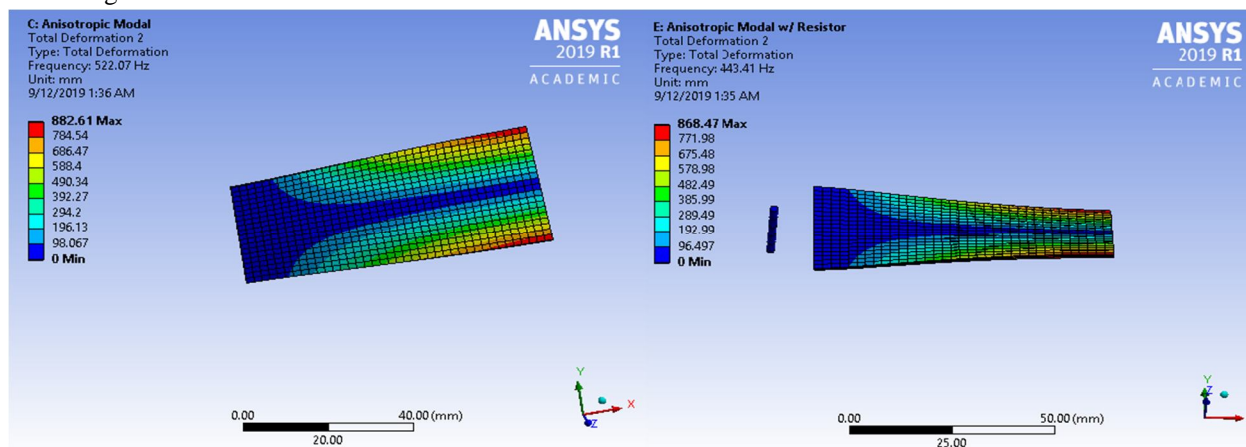 C: Anisotropic Modal
Total Deformation 2
Type: Total Deformation
Frequency: 522.07 Hz
Unit: mm
9/12/2019 1:36 AM
882.61 Max
784.54
686.47
588.4
490.34
392.27
294.2
196.13
98.067
0 Min
ANSYS
2019 R1
ACADEMIC
0.00
40.00 (mm)
20.00
Y
X
Z
E: Anisotropic Modal w/ Resistor
Total Deformation 2
Type: Total Deformation
Frequency: 443.41 Hz
Unit: mm
9/12/2019 1:35 AM
868.47 Max
771.98
675.48
578.98
482.49
385.99
289.49
192.99
96.497
0 Min
ANSYS
2019 R1
ACADEMIC
0.00
50.00 (mm)
25.00
Y
Z